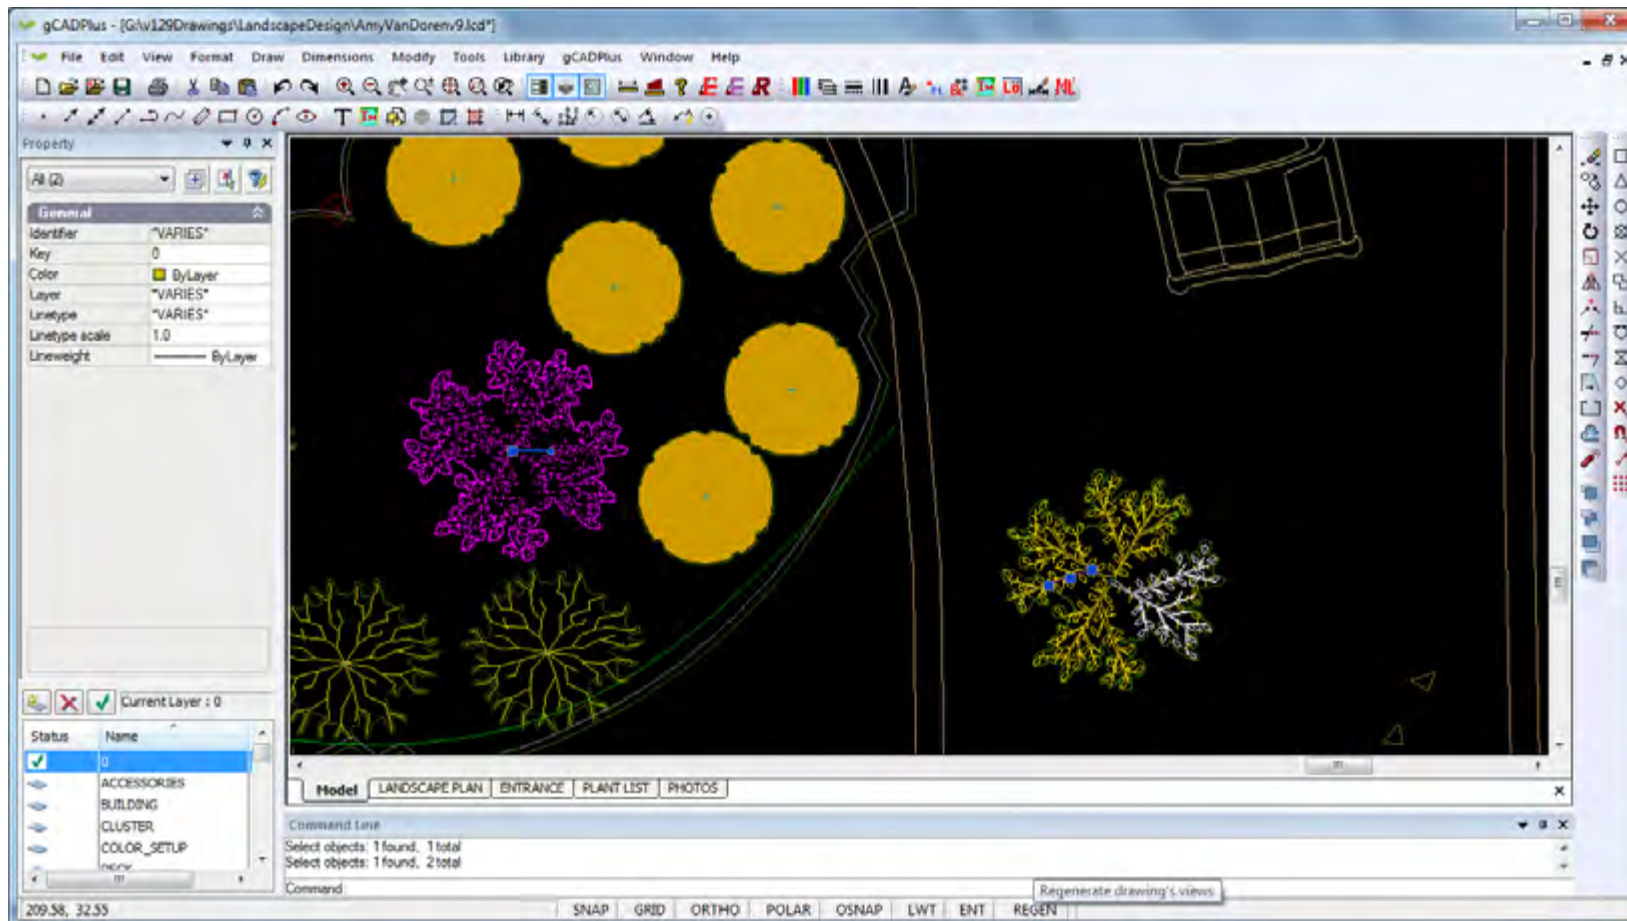 gCADPlus - [G:\v129Drawings\LandscapeDesign\AmyVanDorenv9.lcd*]
File Edit View Format Draw Dimensions Modify Tools Library gCADPlus Window Help
Property
All (2)
General
Identifier *VARIES*
Key 0
Color ByLayer
Layer *VARIES*
Linetype *VARIES*
Linetype scale 1.0
Lineweight ByLayer
Current Layer : 0
Status Name
0
ACCESSORIES
BUILDING
CLUSTER
COLOR_SETUP
DECK
Model LANDSCAPE PLAN ENTRANCE PLANT LIST PHOTOS
Command Line
Select objects: 1 found, 1 total
Select objects: 1 found, 2 total
Command:
Regenerate drawing's views
209.58, 32.55 SNAP GRID ORTHO POLAR OSNAP LWT ENT REGEN